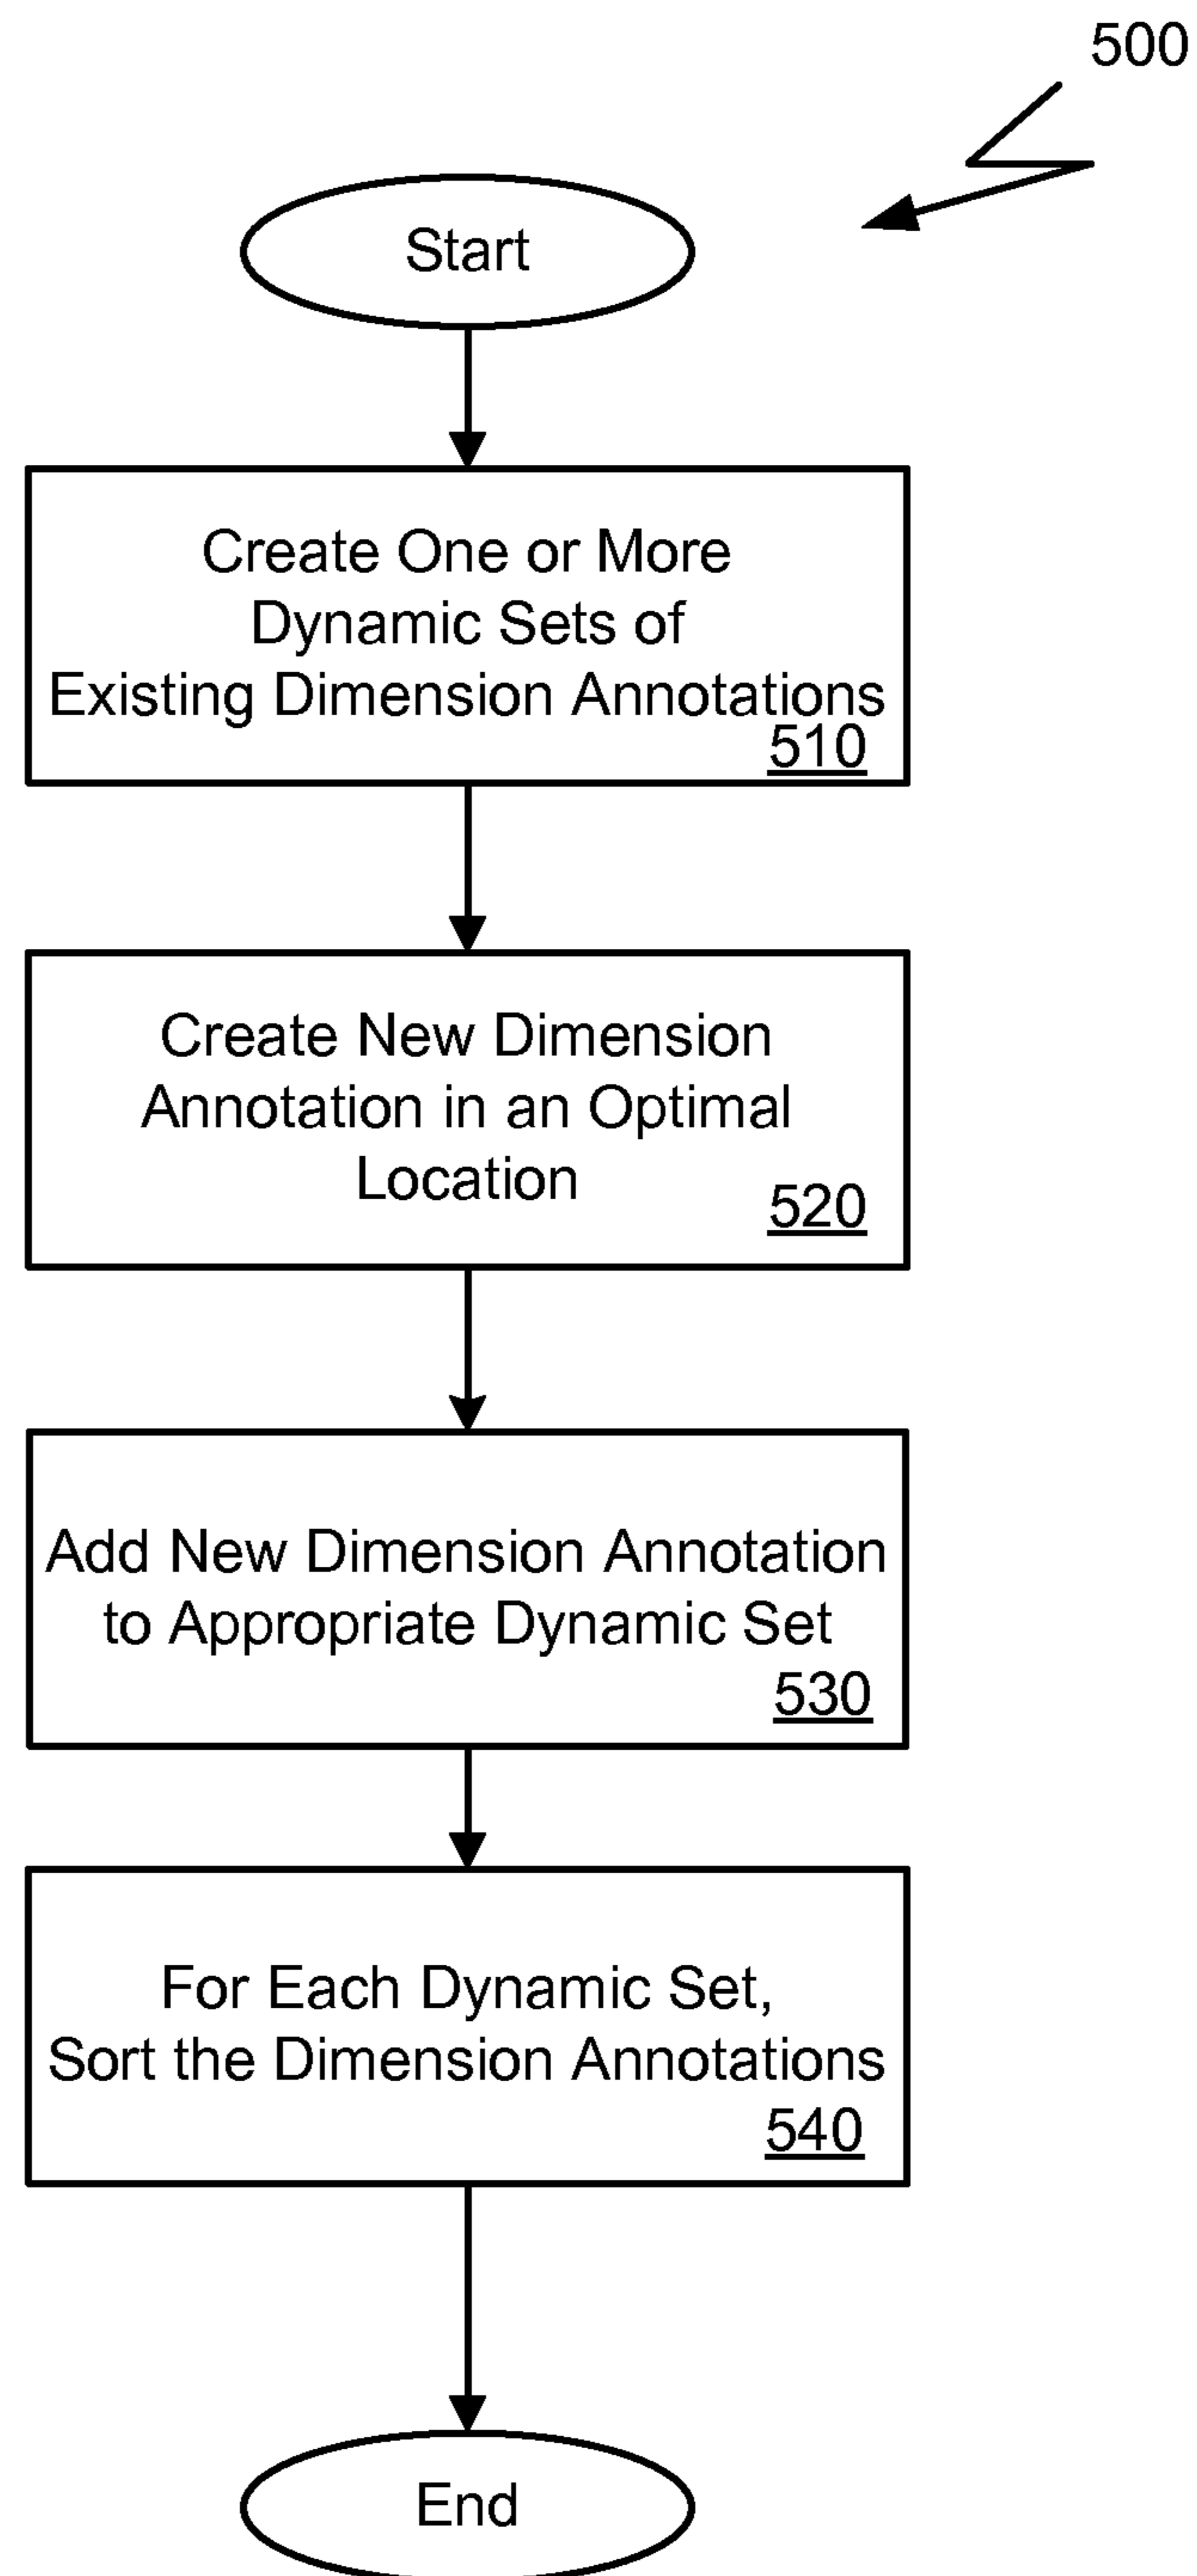 500
Start
Create One or More
Dynamic Sets of
Existing Dimension Annotations
510
Create New Dimension
Annotation in an Optimal
Location
520
Add New Dimension Annotation
to Appropriate Dynamic Set
530
For Each Dynamic Set,
Sort the Dimension Annotations
540
End